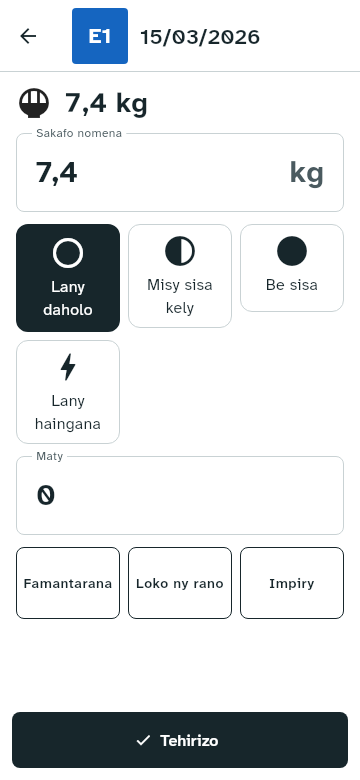 E1 15/03/2026
7,4 kg
Sakafo nomena
7,4 kg
Lany daholo
Misy sisa kely
Be sisa
Lany haingana
Maty
0
Famantarana
Loko ny rano
Impiry
Tehirizo